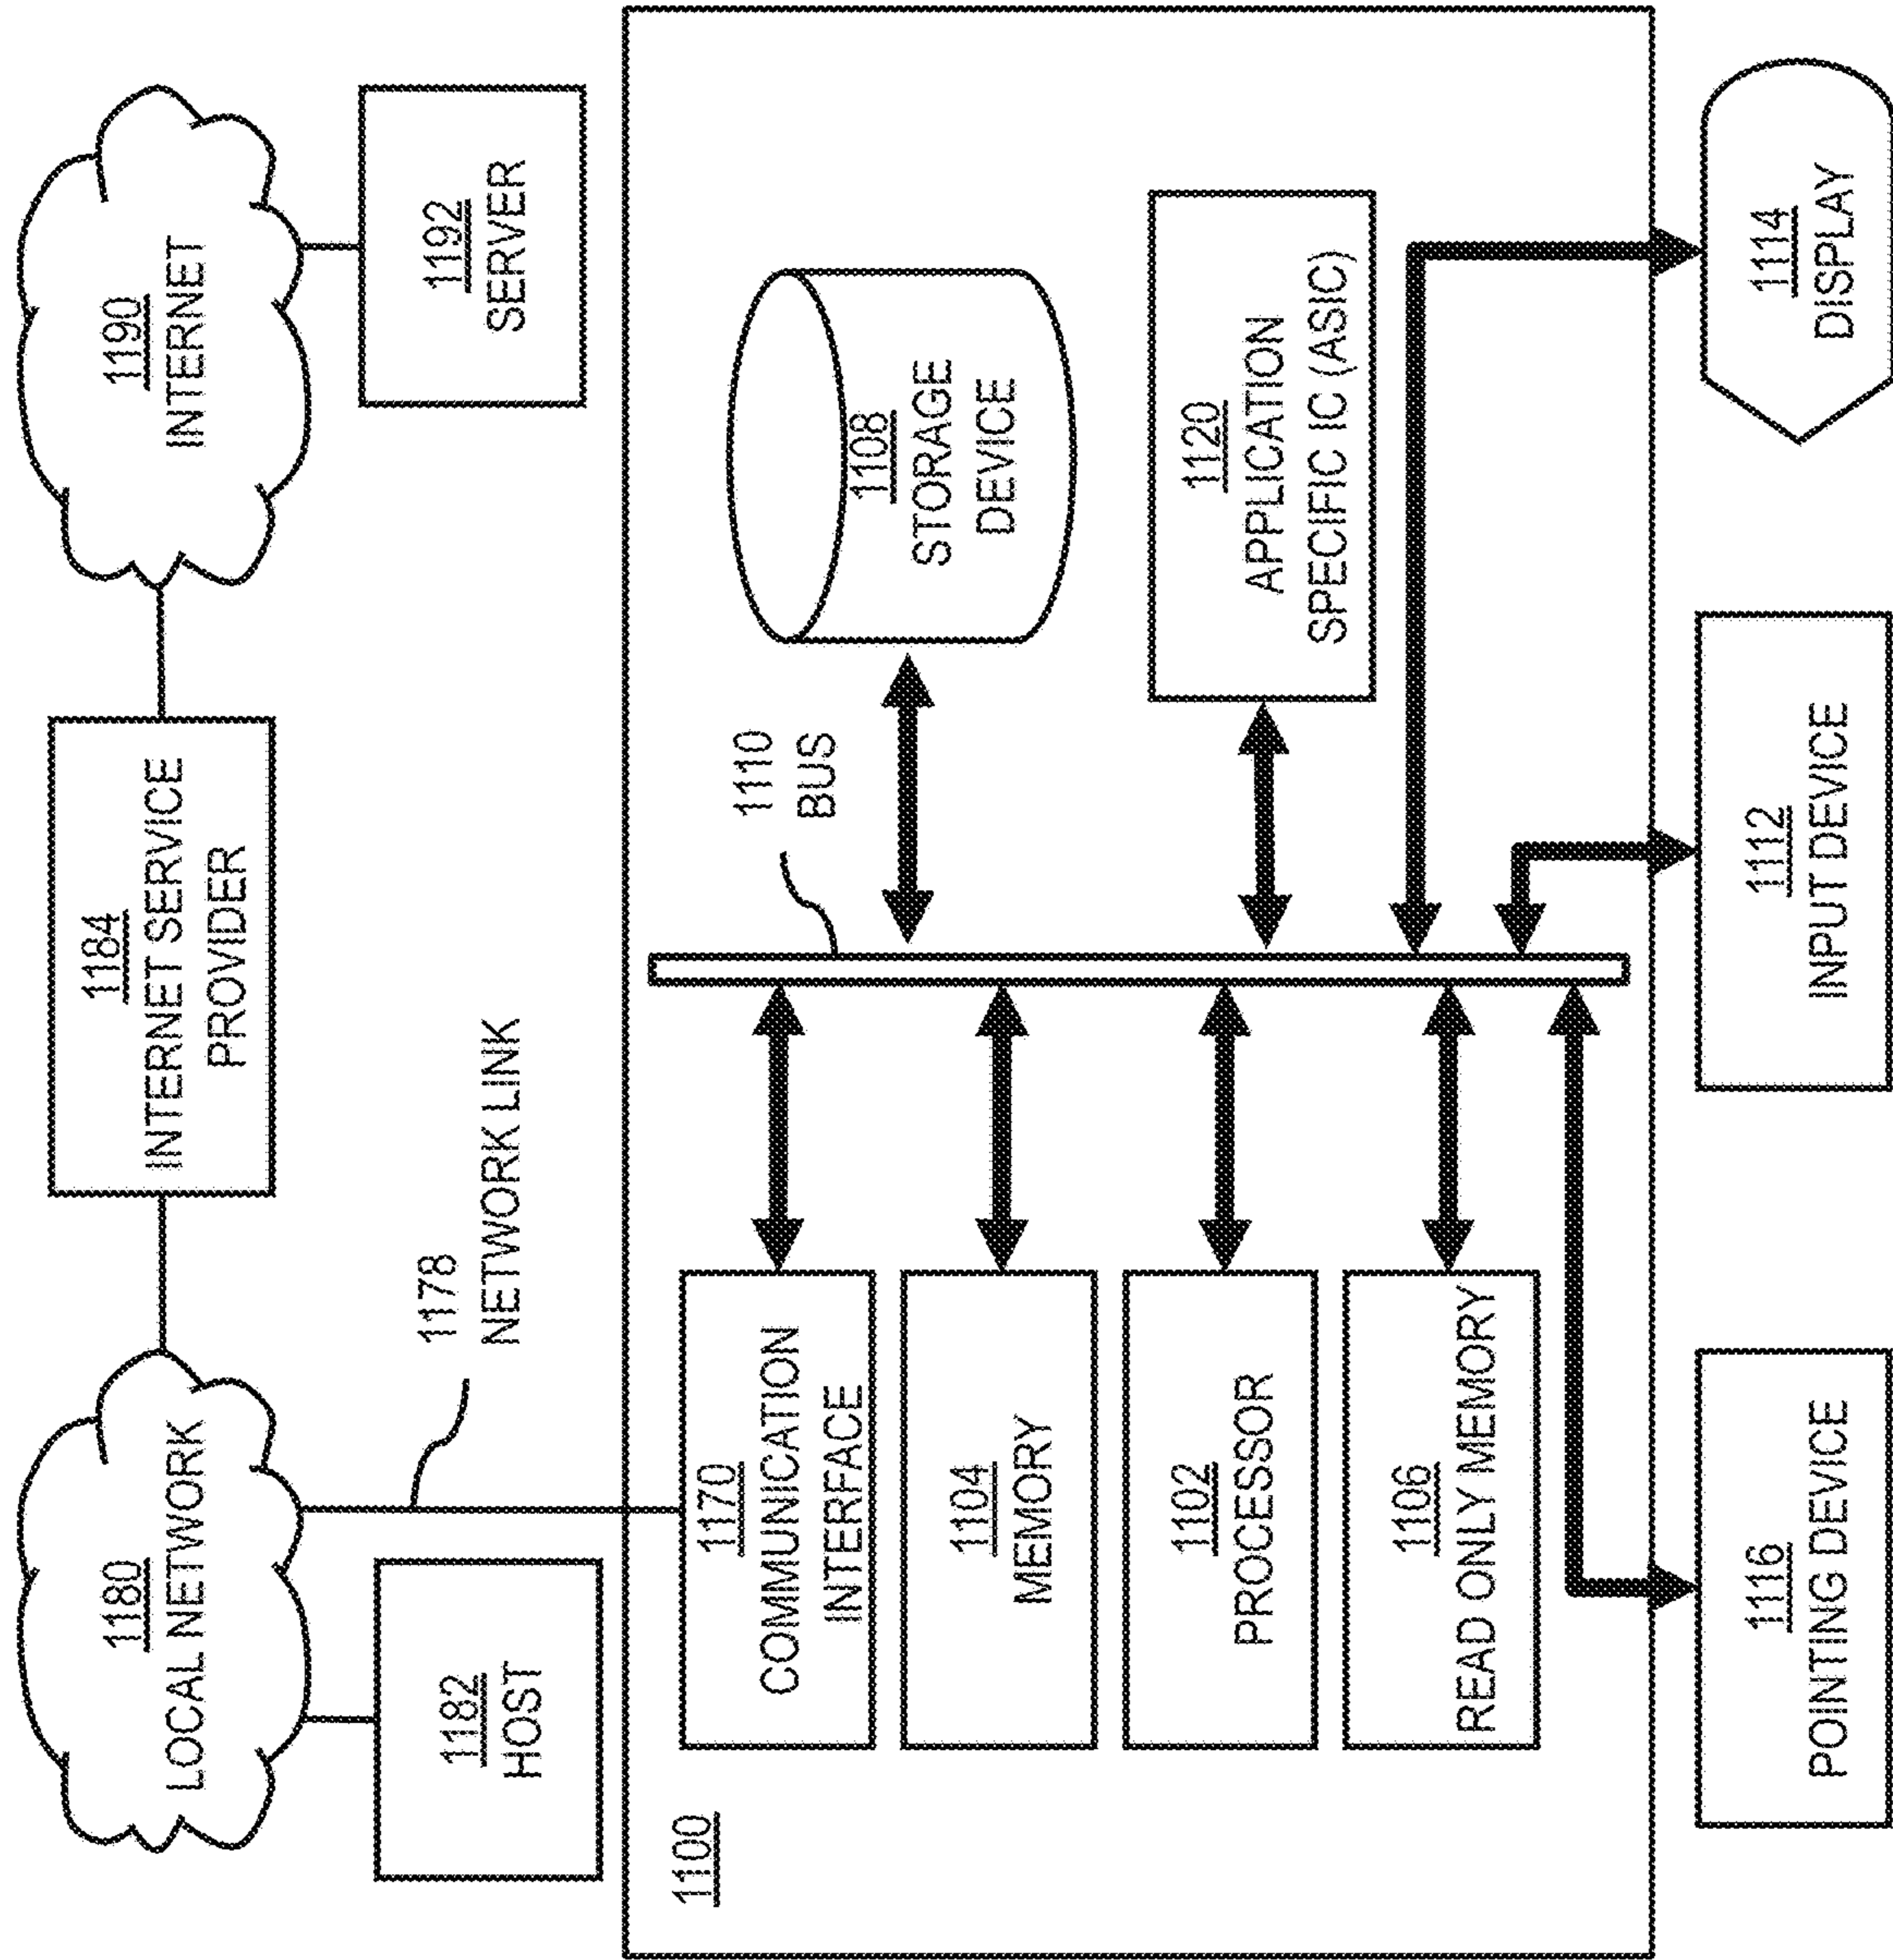 1180
LOCAL NETWORK
1184
INTERNET SERVICE
PROVIDER
1190
INTERNET
1182
HOST
1178
NETWORK LINK
1192
SERVER
1100
1170
COMMUNICATION
INTERFACE
1110
BUS
1108
STORAGE
DEVICE
1104
MEMORY
1102
PROCESSOR
1120
APPLICATION
SPECIFIC IC (ASIC)
1106
READ ONLY MEMORY
1116
POINTING DEVICE
1112
INPUT DEVICE
1114
DISPLAY